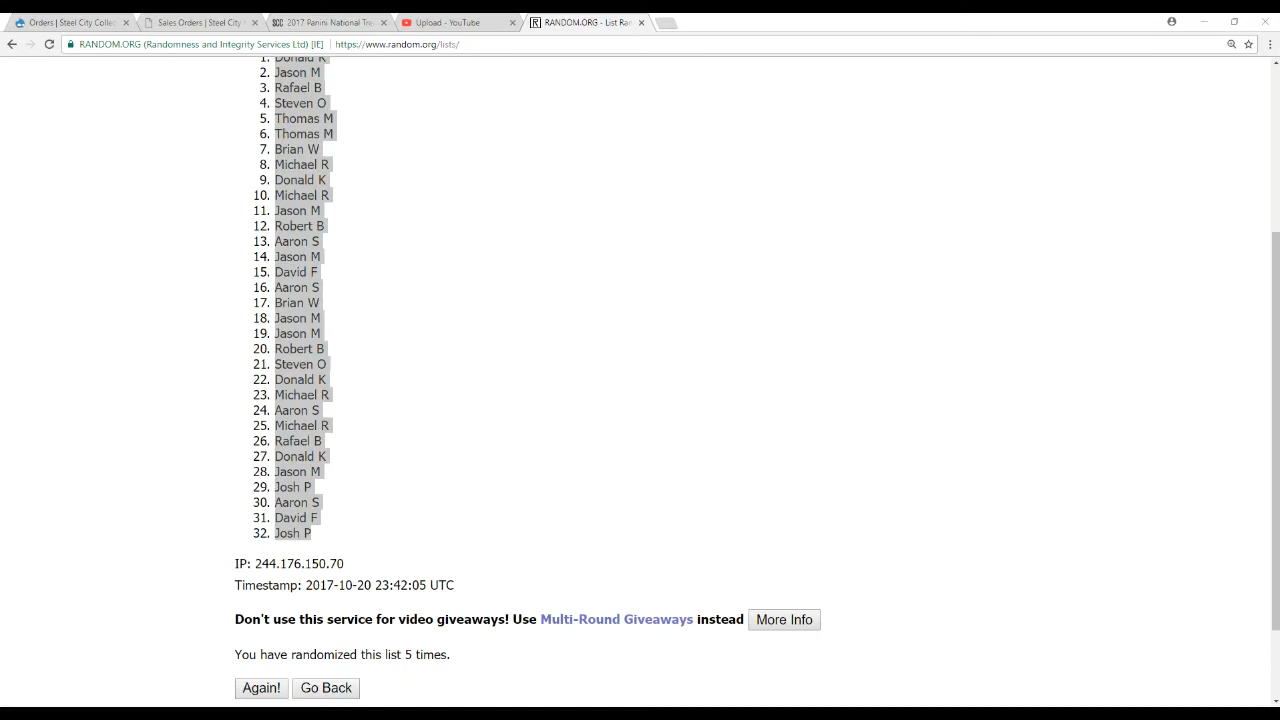 Orders | Steel City Collec
Sales Orders | Steel City
2017 Panini National Tre
Upload - YouTube
RANDOM.ORG - List Ran
RANDOM.ORG (Randomness and Integrity Services Ltd) [IE]
https://www.random.org/lists/
1. Donald K
2. Jason M
3. Rafael B
4. Steven O
5. Thomas M
6. Thomas M
7. Brian W
8. Michael R
9. Donald K
10. Michael R
11. Jason M
12. Robert B
13. Aaron S
14. Jason M
15. David F
16. Aaron S
17. Brian W
18. Jason M
19. Jason M
20. Robert B
21. Steven O
22. Donald K
23. Michael R
24. Aaron S
25. Michael R
26. Rafael B
27. Donald K
28. Jason M
29. Josh P
30. Aaron S
31. David F
32. Josh P
IP: 244.176.150.70
Timestamp: 2017-10-20 23:42:05 UTC
Don't use this service for video giveaways! Use Multi-Round Giveaways instead More Info
You have randomized this list 5 times.
Again! Go Back